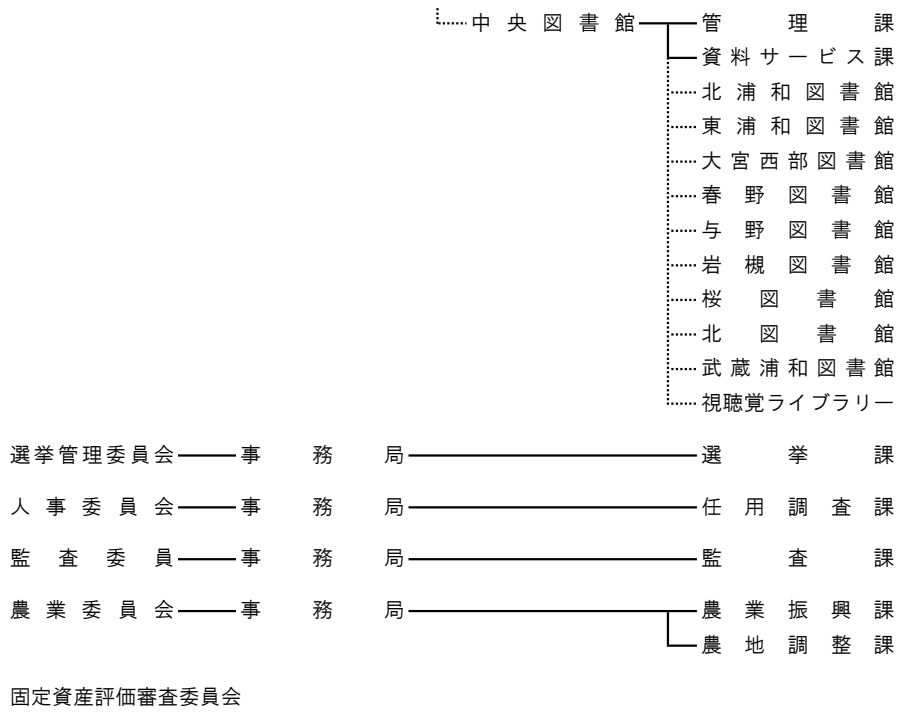 中央図書館 管理課
資料サービス課
北浦和図書館
東浦和図書館
大宮西部図書館
春野図書館
与野図書館
岩槻図書館
桜図書館
北図書館
武蔵浦和図書館
視聴覚ライブラリー
選挙管理委員会 事務局 選挙課
人事委員会 事務局 任用調査課
監査委員 事務局 監査課
農業委員会 事務局 農業振興課
農地調整課
固定資産評価審査委員会